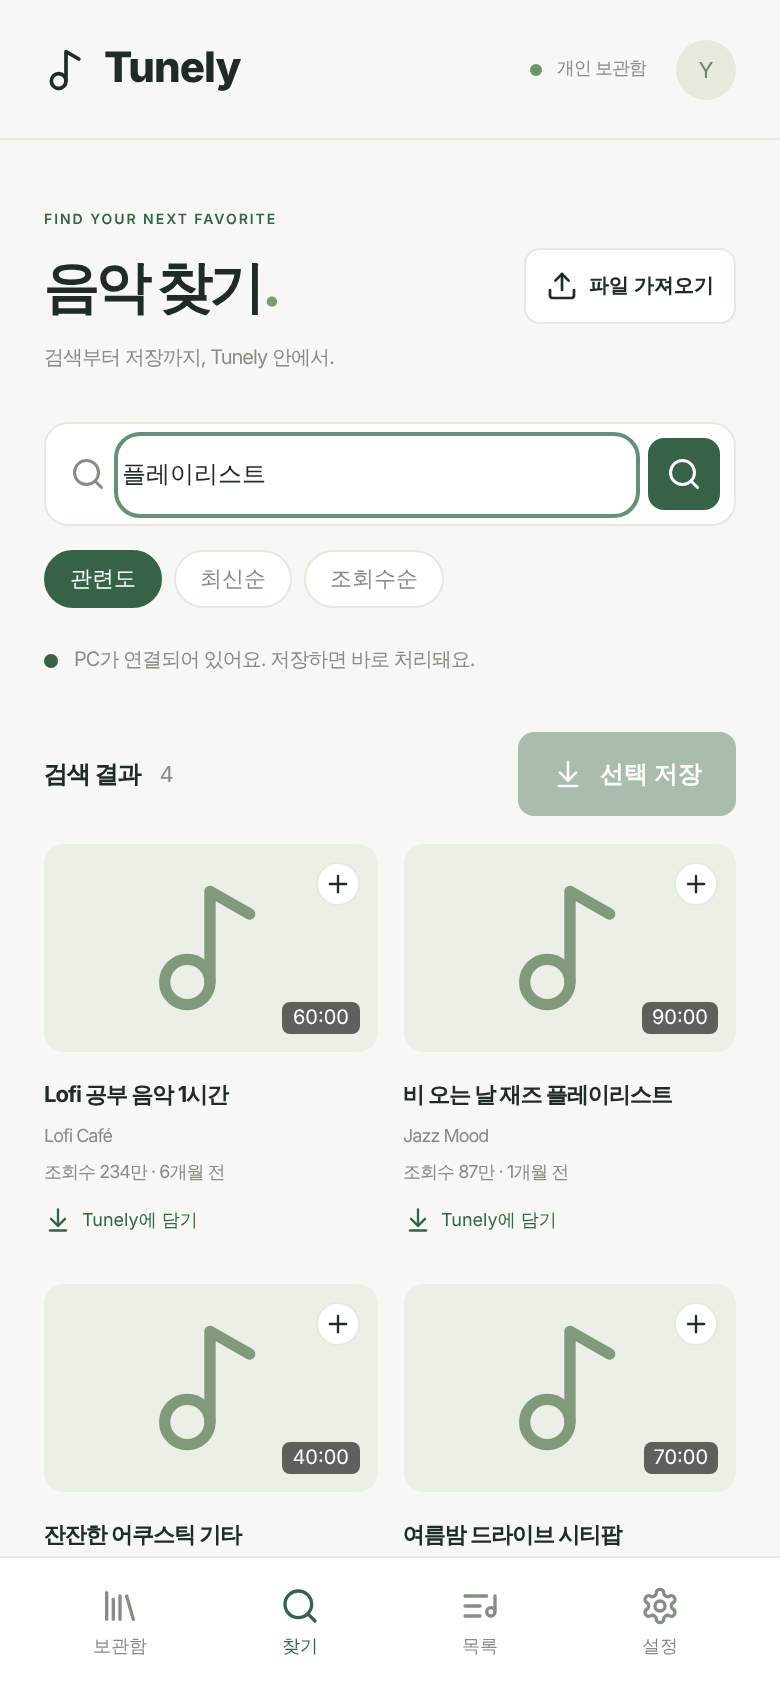 Tunely
개인 보관함
Y
FIND YOUR NEXT FAVORITE
음악 찾기.
파일 가져오기
검색부터 저장까지, Tunely 안에서.
플레이리스트
관련도
최신순
조회수순
PC가 연결되어 있어요. 저장하면 바로 처리돼요.
검색 결과 4
선택 저장
60:00
90:00
Lofi 공부 음악 1시간
비 오는 날 재즈 플레이리스트
Lofi Café
Jazz Mood
조회수 234만 · 6개월 전
조회수 87만 · 1개월 전
Tunely에 담기
Tunely에 담기
40:00
70:00
잔잔한 어쿠스틱 기타
여름밤 드라이브 시티팝
보관함
찾기
목록
설정